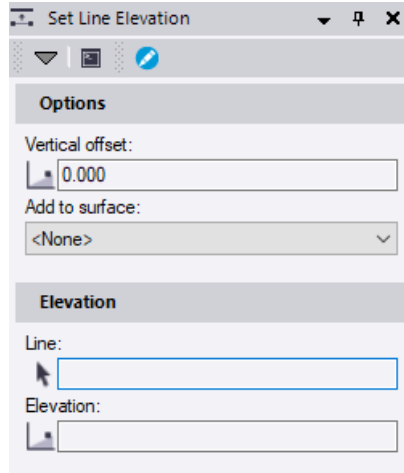 Set Line Elevation
Options
Vertical offset:
0.000
Add to surface:
<None>
Elevation
Line:
Elevation: